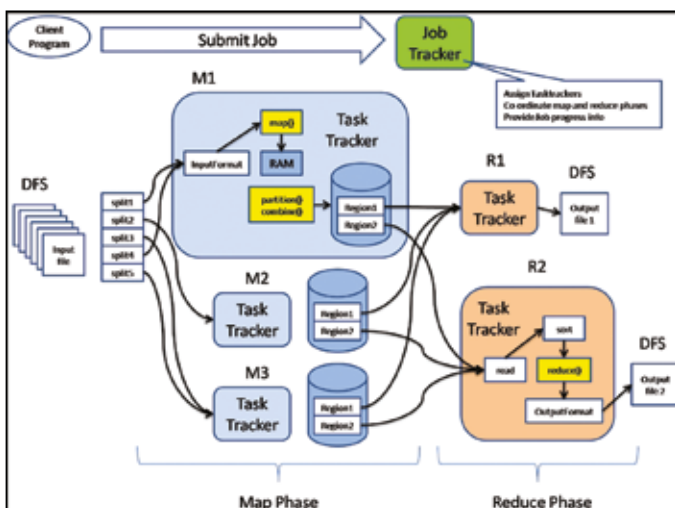 Client
Program
Submit Job
Job
Tracker
Assign Tasktrackers
Co ordinate map and reduce phases
Provide Job progress info
M1
map()
Task
Tracker
InputFormat
RAM
partition()
combine()
Region1
Region2
DFS
Input
file
split1
split2
split3
split4
split5
M2
Task
Tracker
Region1
Region2
M3
Task
Tracker
Region1
Region2
R1
Task
Tracker
DFS
Output
file 1
R2
Task
Tracker
sort
read
reduce()
OutputFormat
DFS
Output
file 2
Map Phase
Reduce Phase